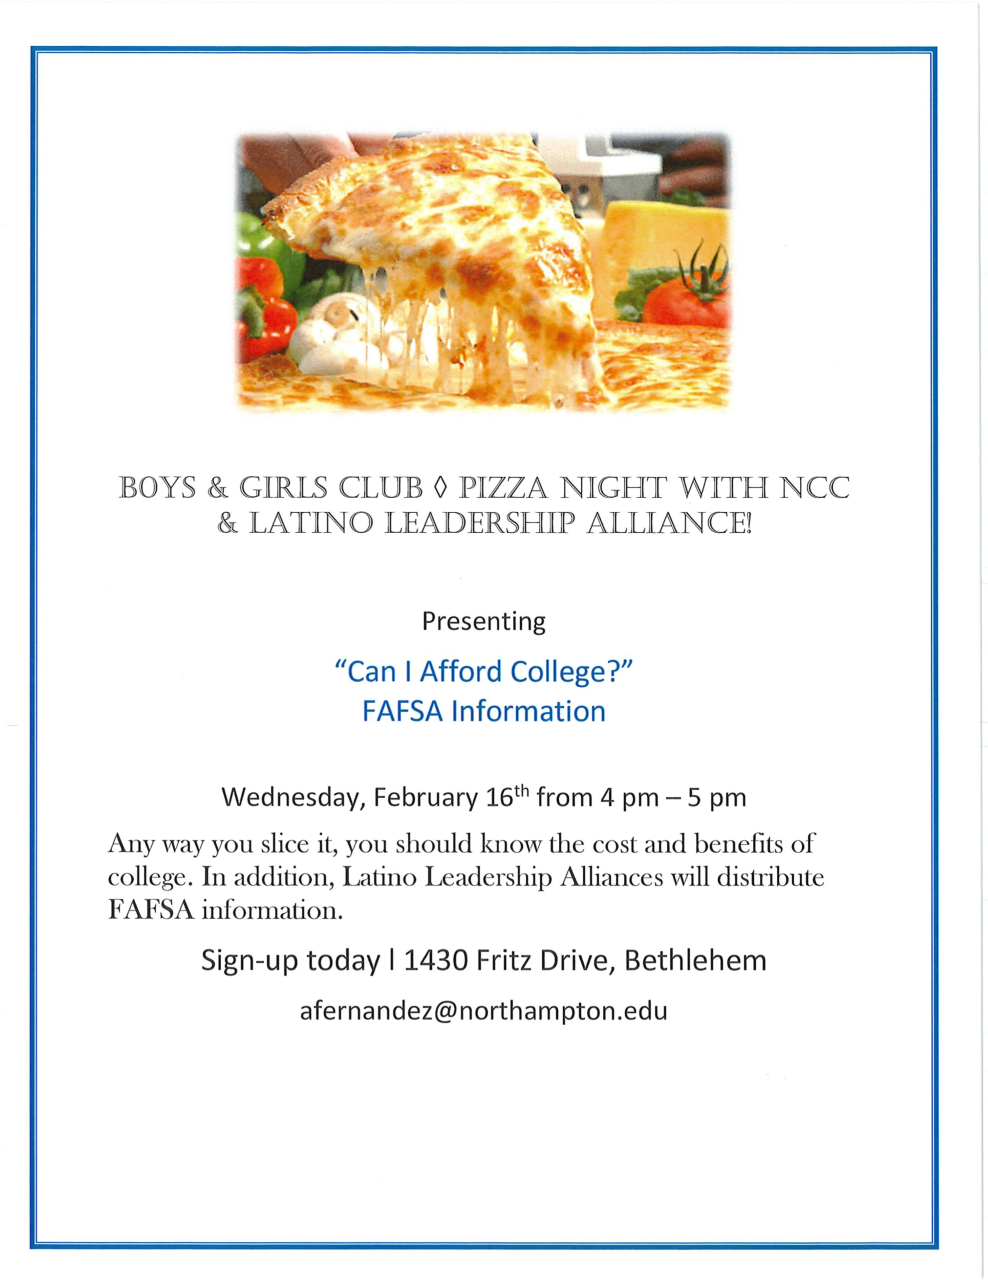 BOYS & GIRLS CLUB ◊ PIZZA NIGHT WITH NCC
& LATINO LEADERSHIP ALLIANCE!
Presenting
“Can I Afford College?”
FAFSA Information
Wednesday, February 16th from 4 pm – 5 pm
Any way you slice it, you should know the cost and benefits of
college. In addition, Latino Leadership Alliances will distribute
FAFSA information.
Sign-up today l 1430 Fritz Drive, Bethlehem
afernandez@northampton.edu